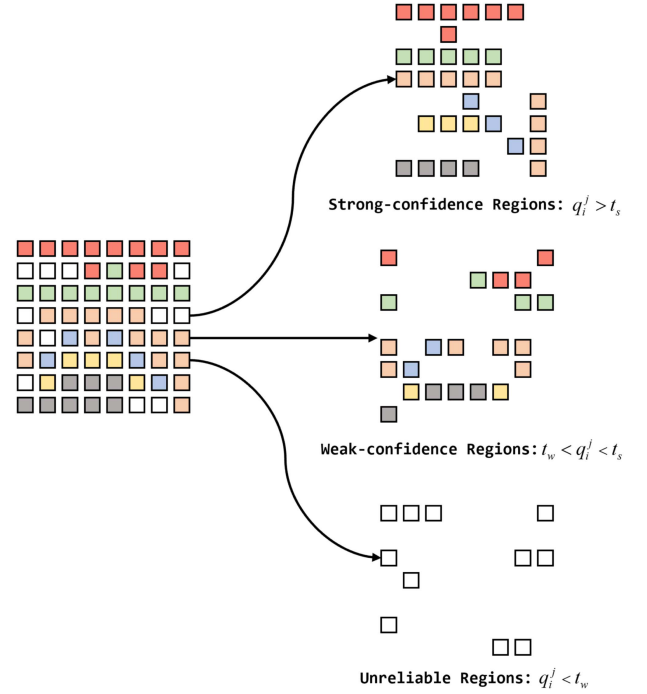 Strong-confidence Regions: $q_i^j > t_s$
Weak-confidence Regions: $t_w < q_i^j < t_s$
Unreliable Regions: $q_i^j < t_w$